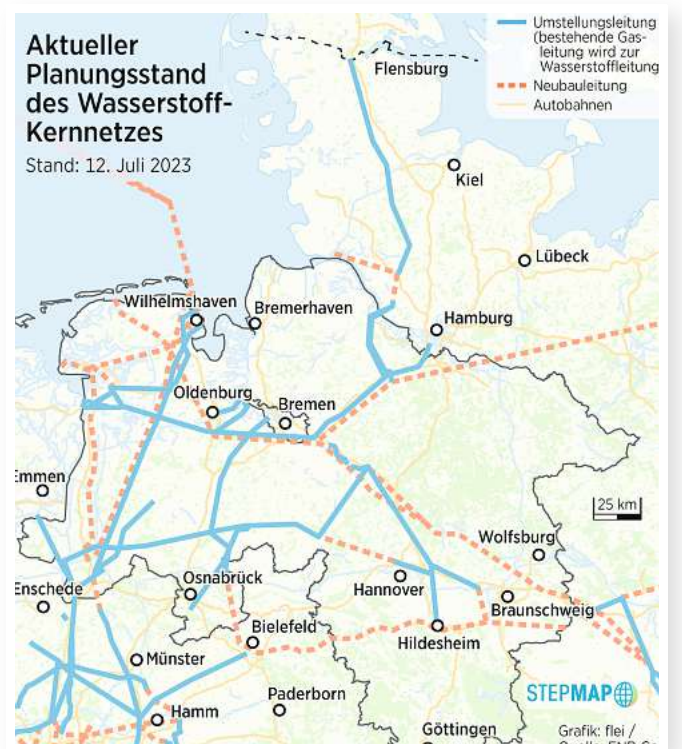 Aktueller
Planungsstand
des Wasserstoff-
Kernnetzes
Stand: 12. Juli 2023
Umstellungsleitung
(bestehende Gas-
leitung wird zur
Wasserstoffleitung
Neubauleitung
Autobahnen
Flensburg
Kiel
Lübeck
Wilhelmshaven
Bremerhaven
Hamburg
Oldenburg
Bremen
Emmen
25 km
Wolfsburg
Enschede
Osnabrück
Hannover
Braunschweig
Bielefeld
Hildesheim
Münster
Paderborn
STEPMAP
Hamm
Göttingen
Grafik: flei /